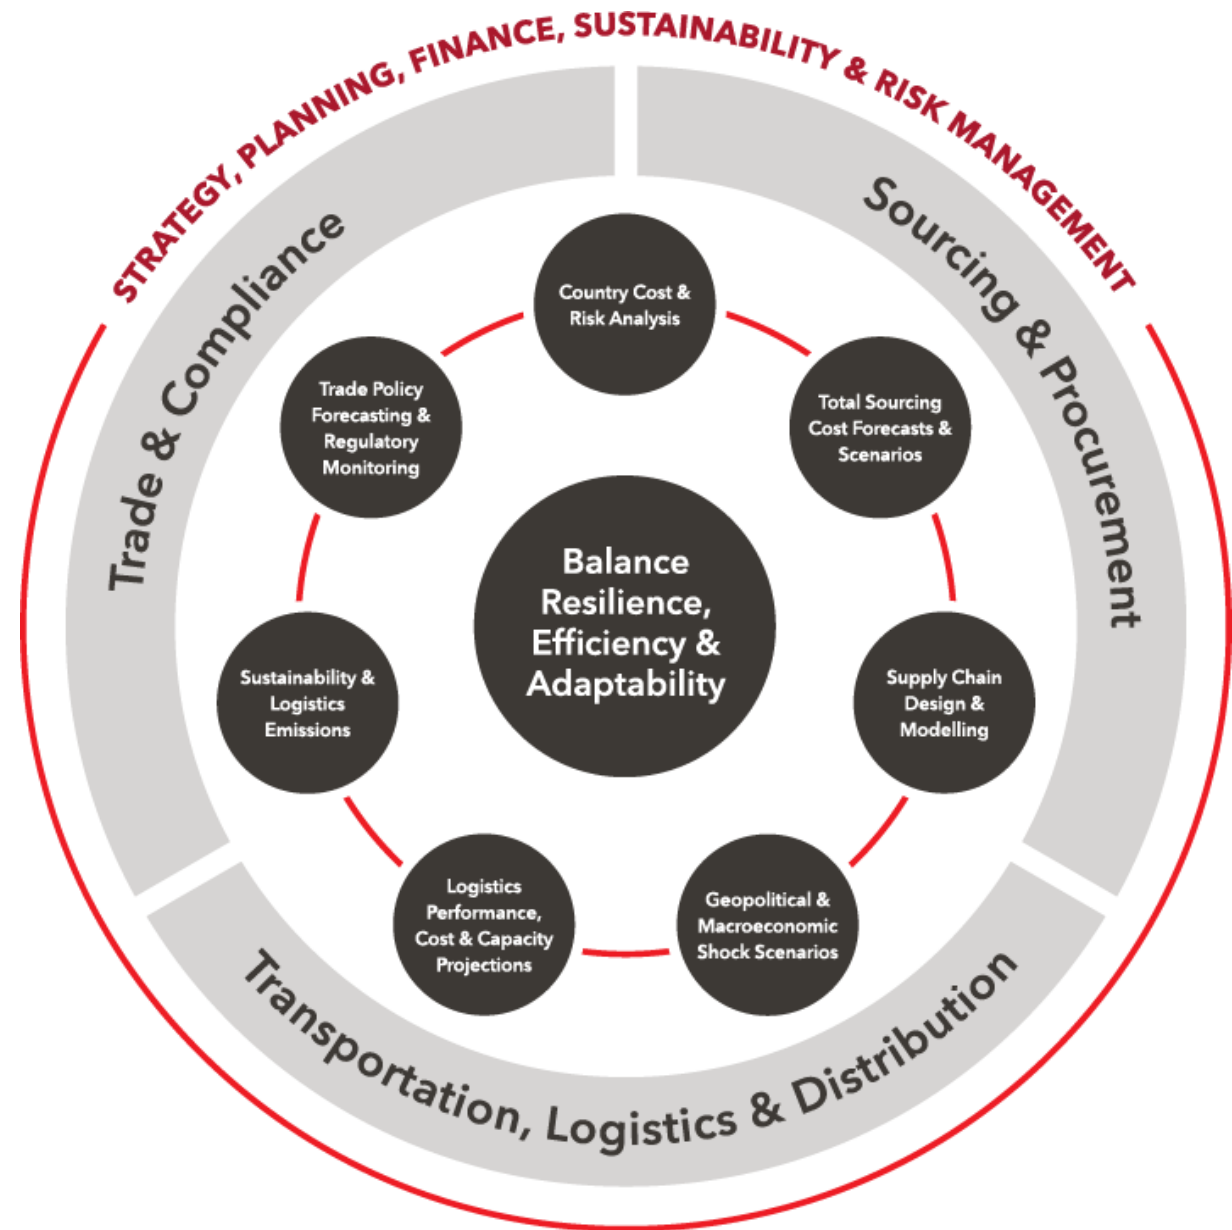 STRATEGY, PLANNING, FINANCE, SUSTAINABILITY & RISK MANAGEMENT
Trade & Compliance
Sourcing & Procurement
Country Cost &
Risk Analysis
Trade Policy
Forecasting &
Regulatory
Monitoring
Total Sourcing
Cost Forecasts &
Scenarios
Balance
Resilience,
Efficiency &
Adaptability
Sustainability &
Logistics
Emissions
Supply Chain
Design &
Modelling
Logistics
Performance,
Cost & Capacity
Projections
Geopolitical &
Macroeconomic
Shock Scenarios
Transportation, Logistics & Distribution